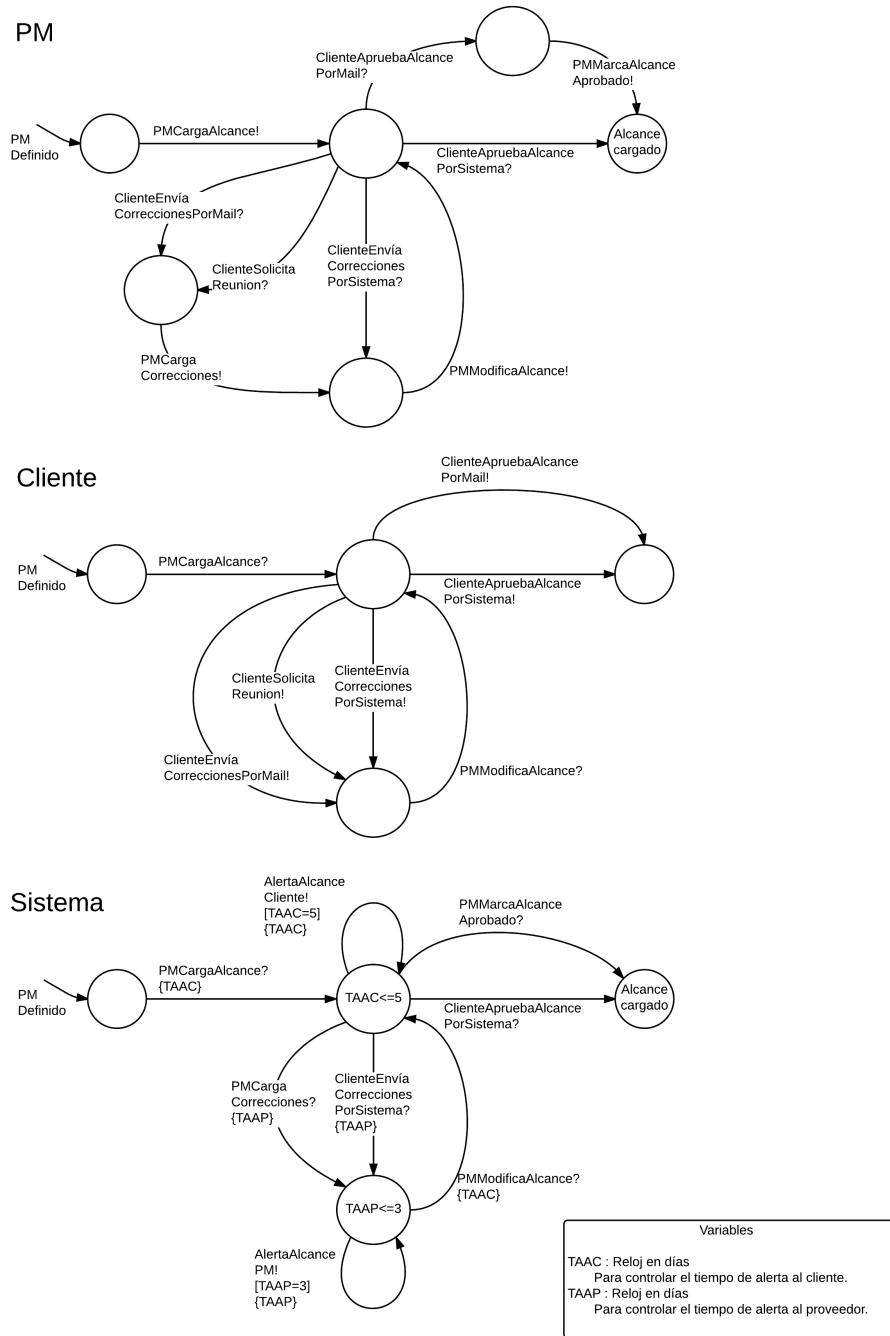 PM
ClienteApruebaAlcance
PorMail?
PMMarcaAlcance
Aprobado!
PM
Definido
PMCargaAlcance!
Alcance
cargado
ClienteApruebaAlcance
PorSistema?
ClienteEnvía
CorreccionesPorMail?
ClienteSolicita
Reunion?
ClienteEnvía
Correcciones
PorSistema?
PMCarga
Correcciones!
PMModificaAlcance!
Cliente
ClienteApruebaAlcance
PorMail!
PM
Definido
PMCargaAlcance?
ClienteApruebaAlcance
PorSistema!
ClienteSolicita
Reunion!
ClienteEnvía
Correcciones
PorSistema!
ClienteEnvía
CorreccionesPorMail!
PMModificaAlcance?
Sistema
AlertaAlcance
Cliente!
[TAAC=5]
{TAAC}
PMMarcaAlcance
Aprobado?
PM
Definido
PMCargaAlcance?
{TAAC}
TAAC<=5
Alcance
cargado
ClienteApruebaAlcance
PorSistema?
PMCarga
Correcciones?
{TAAP}
ClienteEnvía
Correcciones
PorSistema?
{TAAP}
PMModificaAlcance?
{TAAC}
TAAP<=3
AlertaAlcance
PM!
[TAAP=3]
{TAAP}
Variables
TAAC : Reloj en días
Para controlar el tiempo de alerta al cliente.
TAAP : Reloj en días
Para controlar el tiempo de alerta al proveedor.